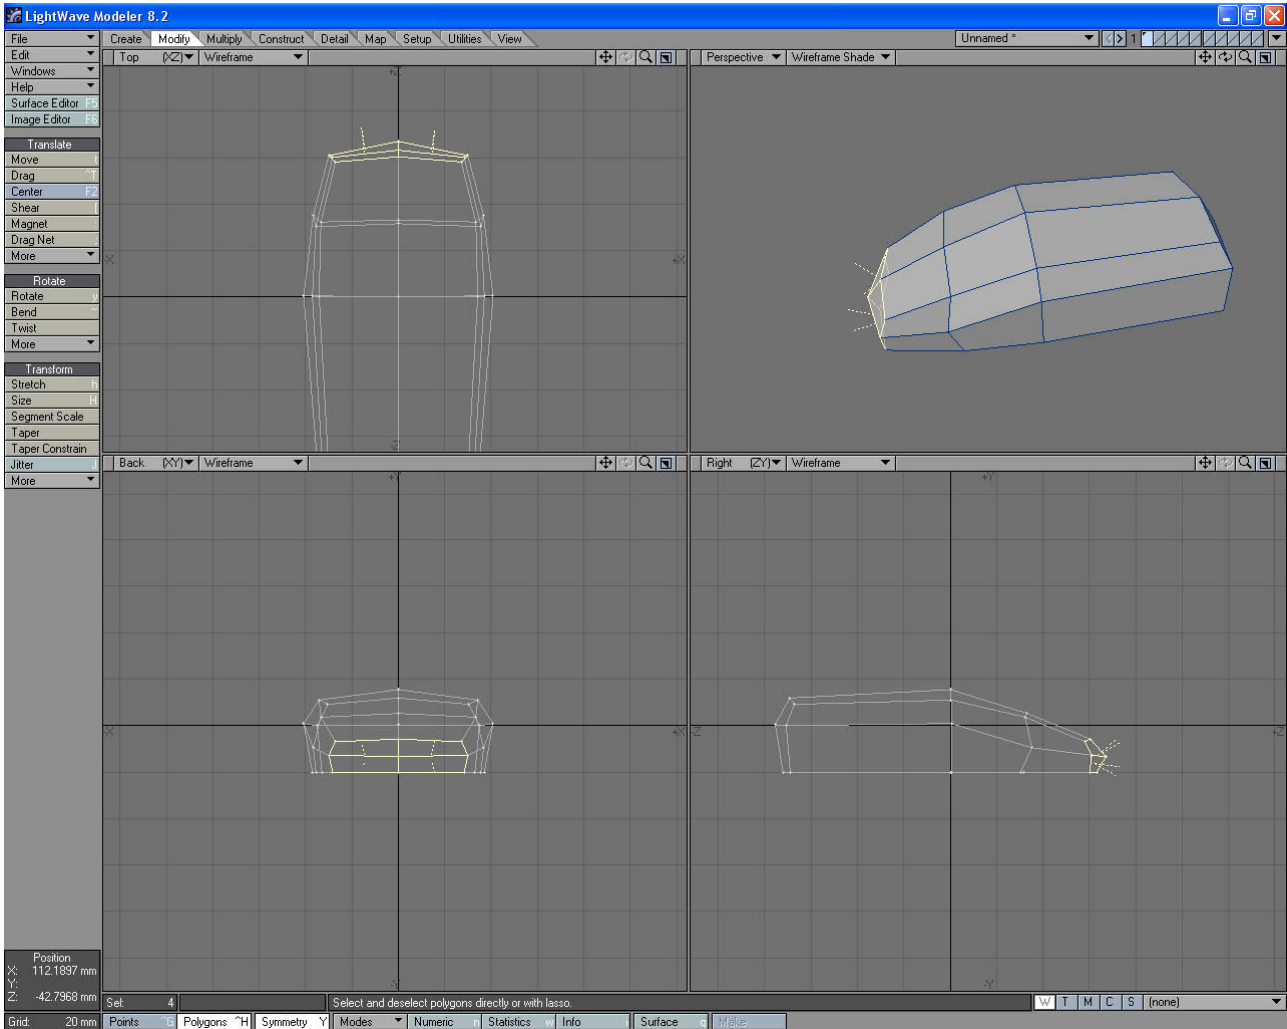 LightWave Modeler 8.2
File
Edit
Windows
Help
Surface Editor F5
Image Editor F6
Create Modify Multiply Construct Detail Map Setup Utilities View
Unnamed * 1
Top (XZ) Wireframe
Perspective Wireframe Shade
Translate
Move t
Drag ^T
Center F2
Shear [
Magnet :
Drag Net ;
More
Rotate
Rotate y
Bend ~
Twist
More
Transform
Stretch h
Size H
Segment Scale
Taper
Taper Constrain
Jitter J
More
+Z
-X
+X
-Z
Back (XY) Wireframe
Right (ZY) Wireframe
+Y
-X
+X
-Y
+Y
-Z
+Z
-Y
Position
X: 112.1897 mm
Y:
Z: -42.7968 mm
Grid: 20 mm
Sel: 4
Select and deselect polygons directly or with lasso.
W T M C S (none)
Points ^G Polygons ^H Symmetry Y Modes Numeric n Statistics w Info i Surface q Make